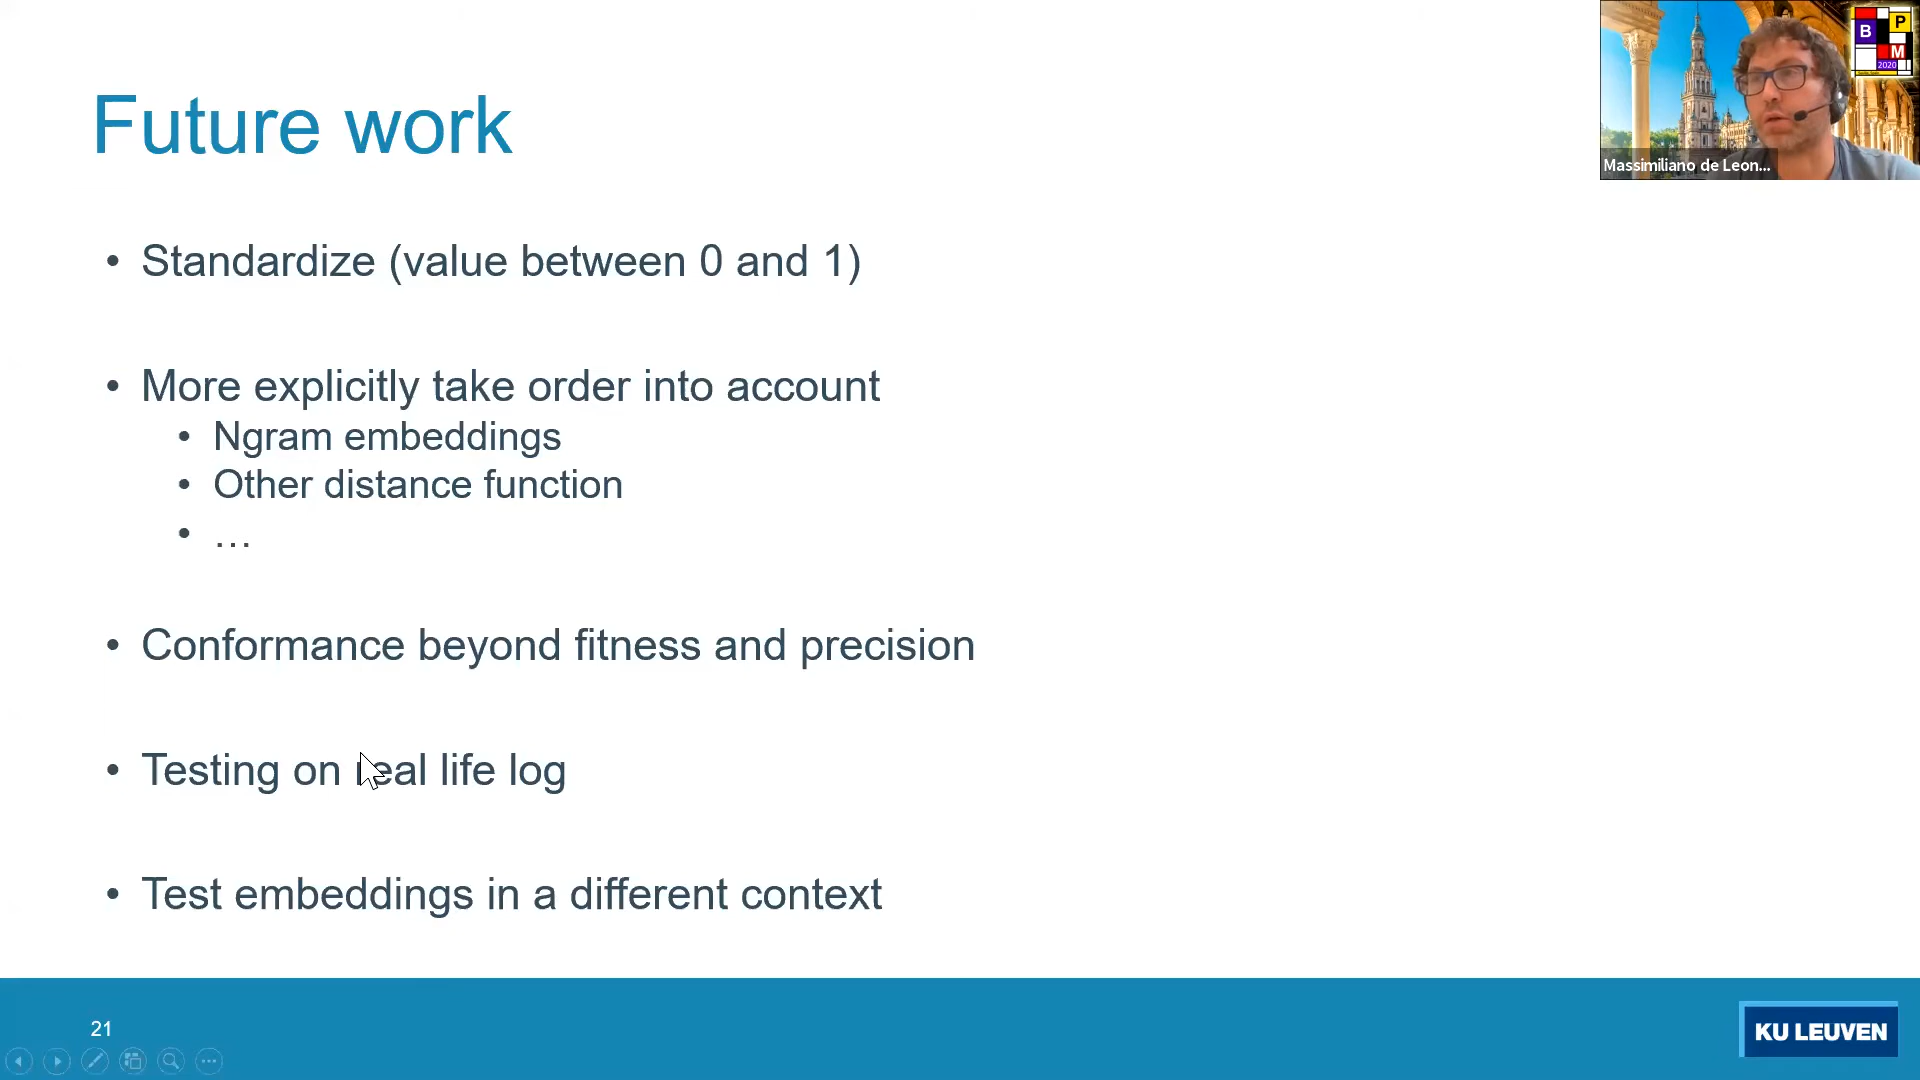 Future work
• Standardize (value between 0 and 1)
• More explicitly take order into account
• Ngram embeddings
• Other distance function
• …
• Conformance beyond fitness and precision
• Testing on real life log
• Test embeddings in a different context
21
KU LEUVEN
B P
M
2020
Massimiliano de Leon...